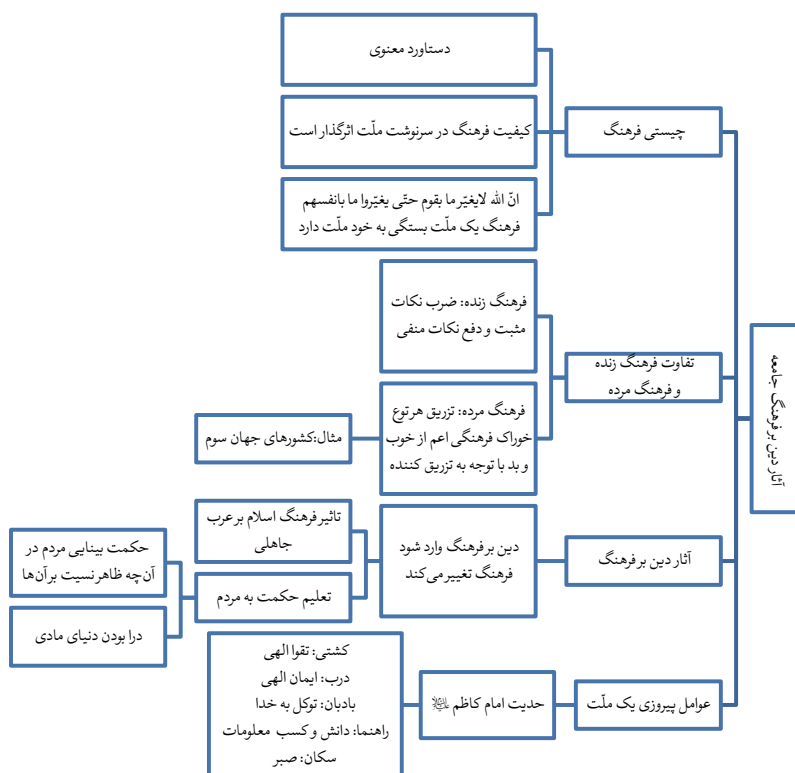 آثار دین بر فرهنگ جامعه
چیستی فرهنگ
دستاورد معنوی
کیفیت فرهنگ در سرنوشت ملّت اثرگذار است
انّ الله لایغیّر ما بقوم حتّی یغیّروا ما بانفسهم
فرهنگ یک ملّت بستگی به خود ملّت دارد
تفاوت فرهنگ زنده
و فرهنگ مرده
فرهنگ زنده: ضرب نکات
مثبت و دفع نکات منفی
فرهنگ مرده: تزریق هرتوع
خوراک فرهنگی اعم از خوب
و بد با توجه به تزریق کننده
مثال:کشورهای جهان سوم
آثار دین بر فرهنگ
دین بر فرهنگ وارد شود
فرهنگ تغییر می‌کند
تاثیر فرهنگ اسلام بر عرب
جاهلی
تعلیم حکمت به مردم
حکمت بینایی مردم در
آن‌چه ظاهر نسیت بر آن‌ها
درا بودن دنیای مادی
عوامل پیروزی یک ملّت
حدیت امام کاظم علیه‌السلام
کشتی: تقوا الهی
درب: ایمان الهی
بادبان: توکل به خدا
راهنما: دانش و کسب معلومات
سکان: صبر